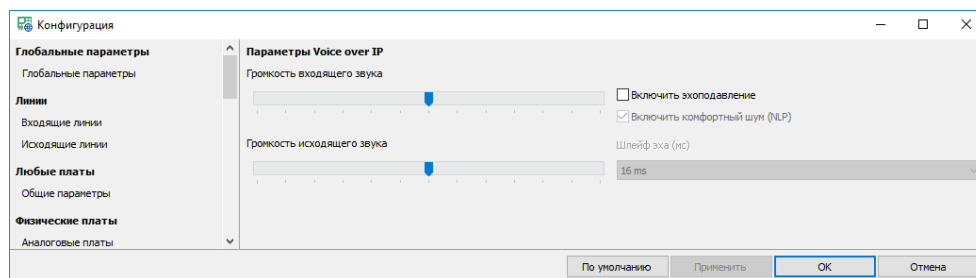 Конфигурация
Глобальные параметры
Глобальные параметры
Линии
Входящие линии
Исходящие линии
Любые платы
Общие параметры
Физические платы
Аналоговые платы
Параметры Voice over IP
Громкость входящего звука
Включить эхоподавление
Включить комфортный шум (NLP)
Громкость исходящего звука
Шлейф эха (мс)
16 ms
По умолчанию
Применить
OK
Отмена